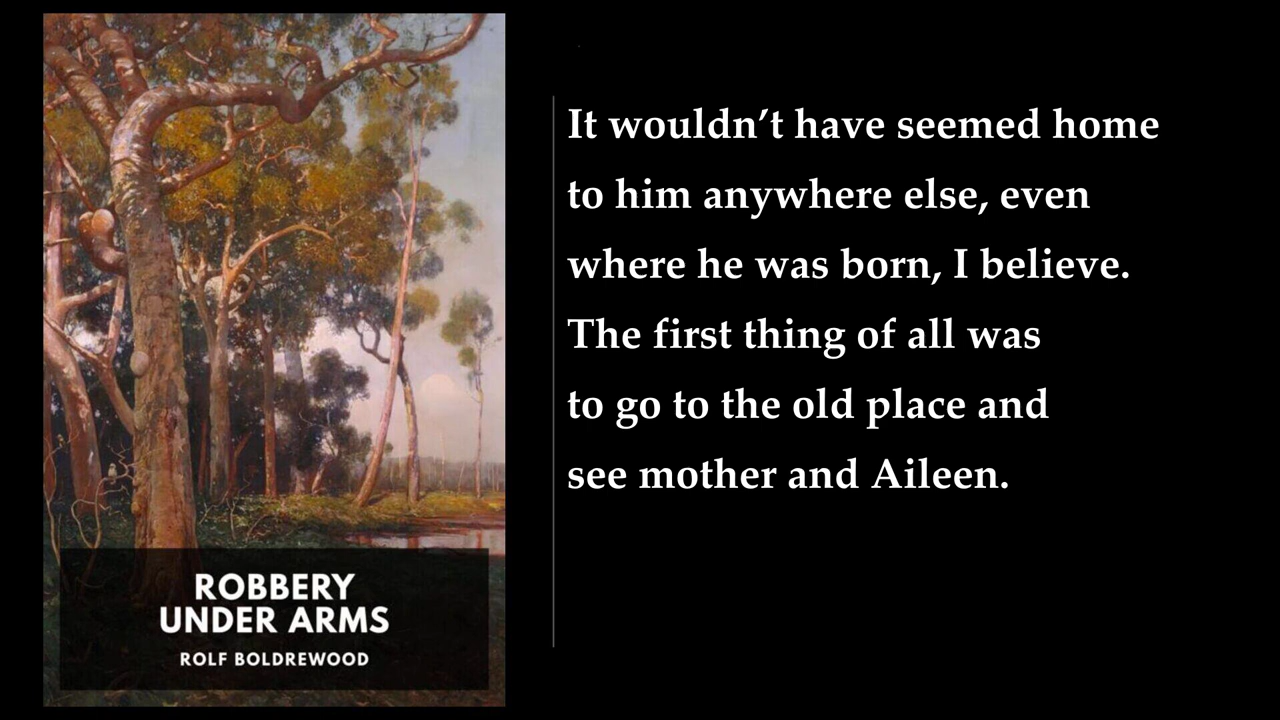 It wouldn’t have seemed home
to him anywhere else, even
where he was born, I believe.
The first thing of all was
to go to the old place and
see mother and Aileen.
ROBBERY
UNDER ARMS
ROLF BOLDREWOOD